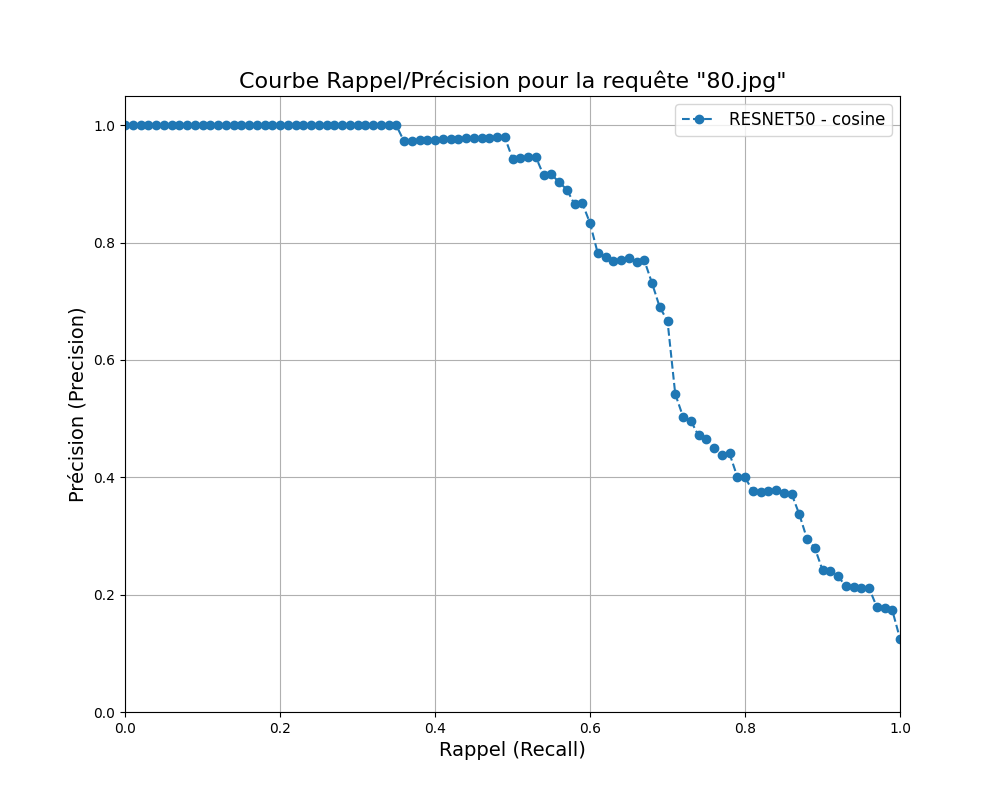 Courbe Rappel/Précision pour la requête "80.jpg"
RESNET50 - cosine
1.0
0.8
0.6
0.4
0.2
0.0
Précision (Precision)
0.0 0.2 0.4 0.6 0.8 1.0
Rappel (Recall)